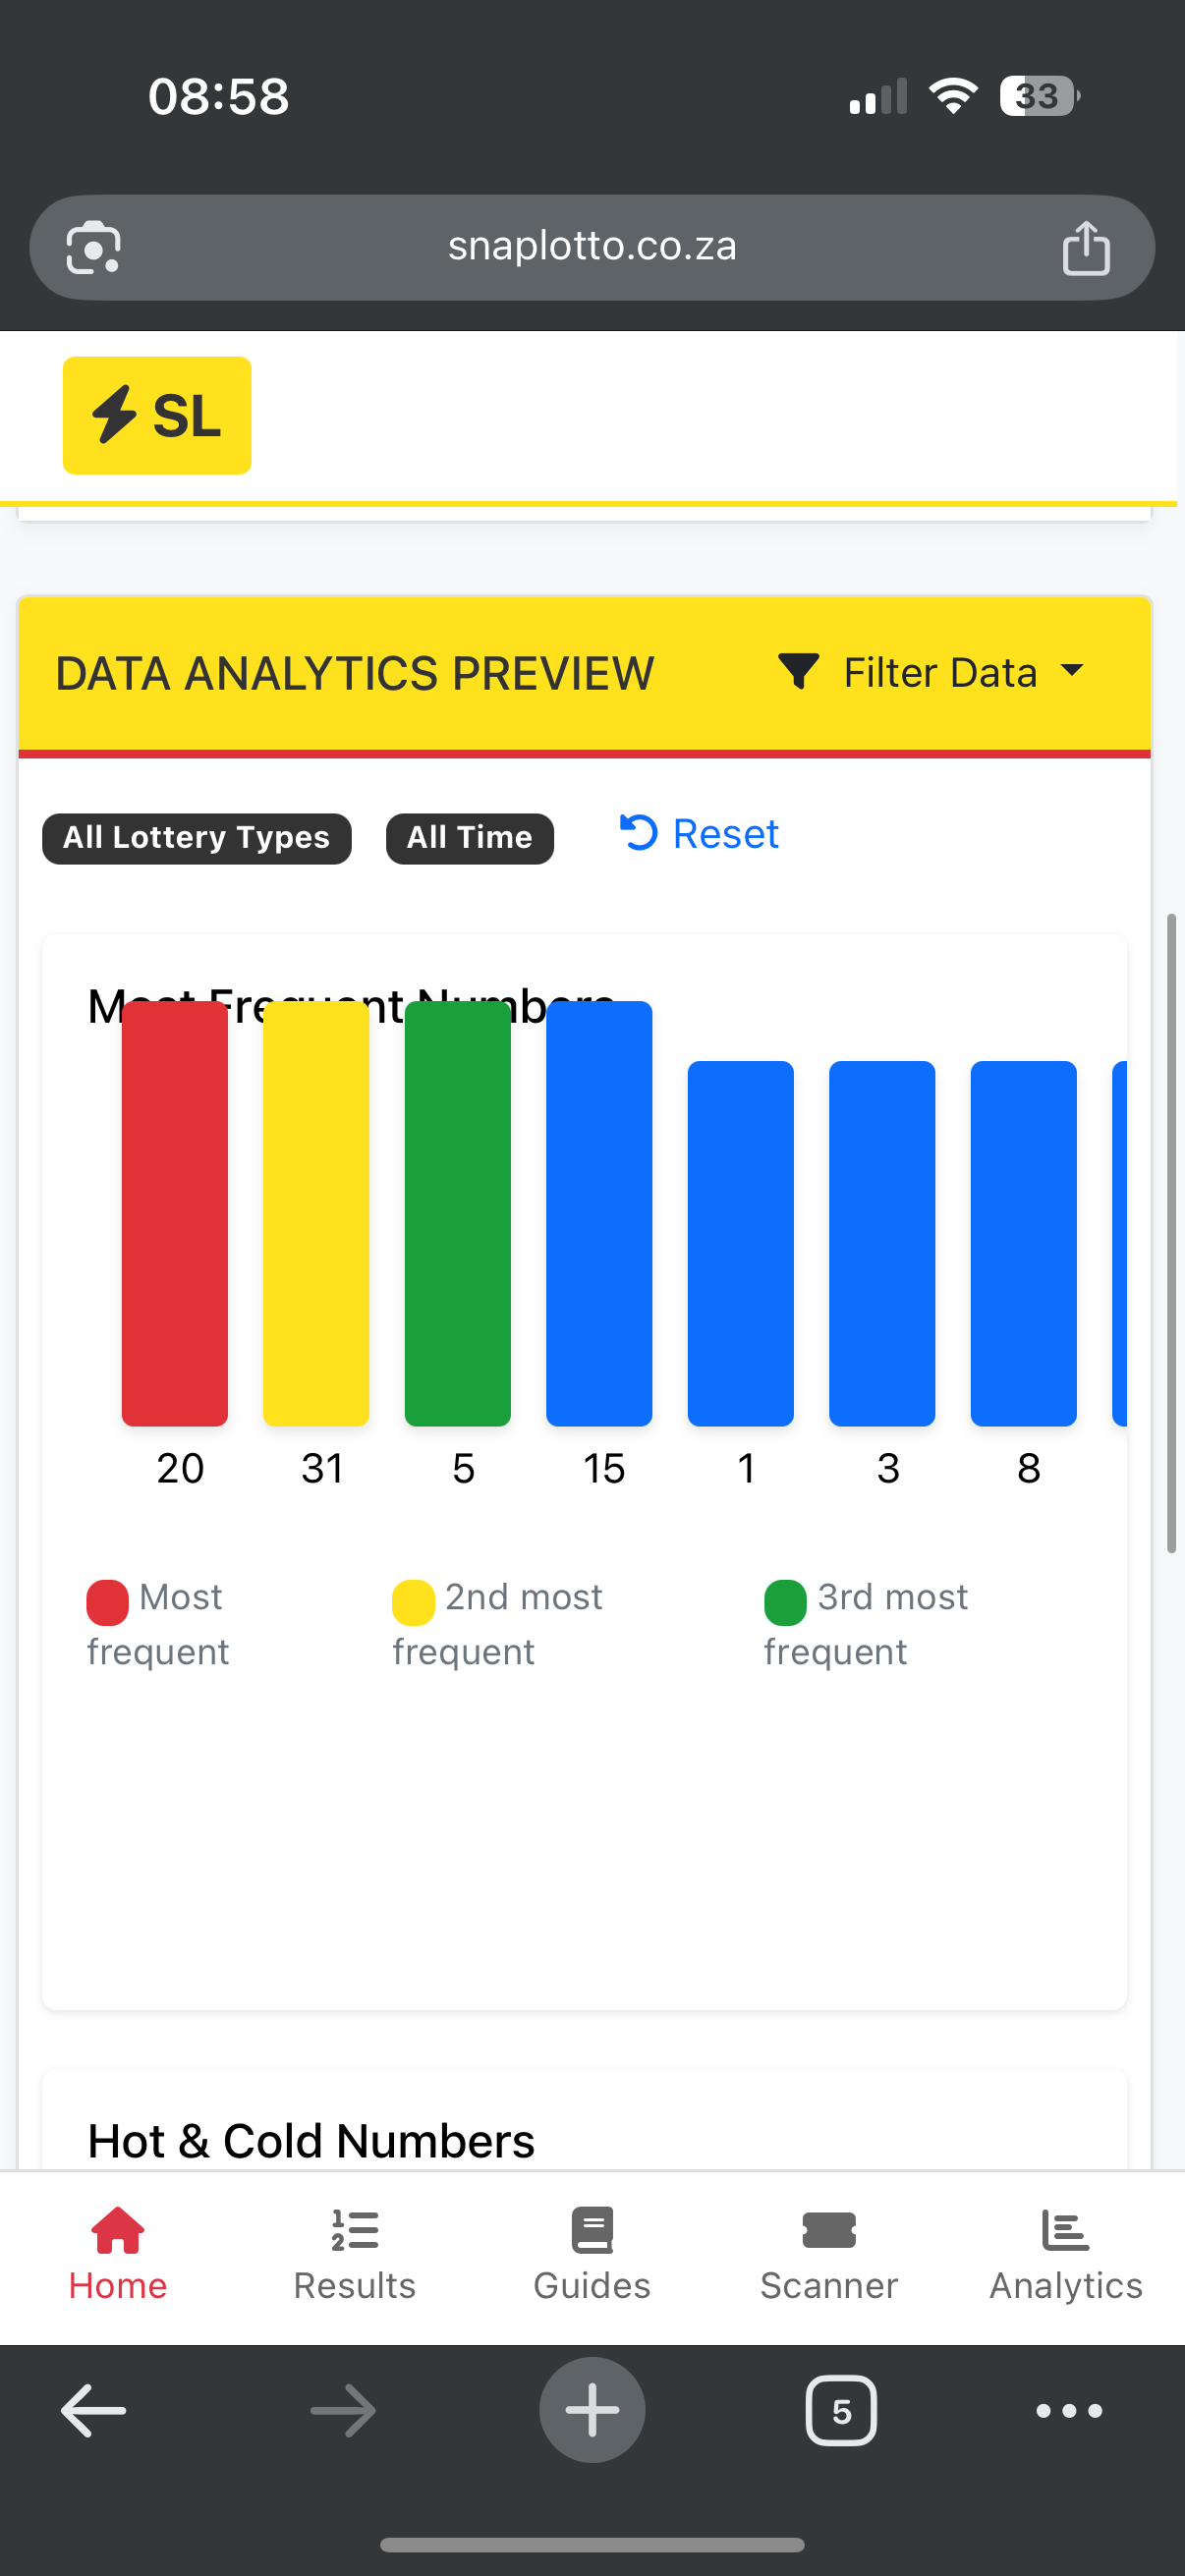 08:58
33
snaplotto.co.za
SL
DATA ANALYTICS PREVIEW
Filter Data
All Lottery Types
All Time
Reset
Most Frequent Numbers
20
31
5
15
1
3
8
Most
frequent
2nd most
frequent
3rd most
frequent
Hot & Cold Numbers
Home
Results
Guides
Scanner
Analytics
5